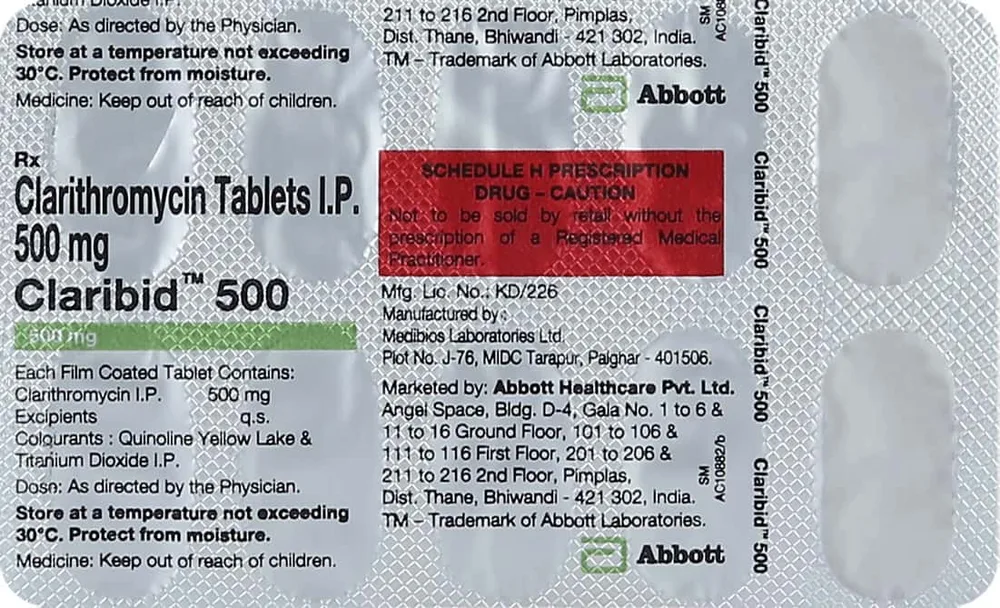 Titanium Dioxide I.P.
Dose: As directed by the Physician.
Store at a temperature not exceeding
30°C. Protect from moisture.
Medicine: Keep out of reach of children.
Rx
Clarithromycin Tablets I.P.
500 mg
Claribid™ 500
500 mg
Each Film Coated Tablet Contains:
Clarithromycin I.P. 500 mg
Excipients q.s.
Colourants : Quinoline Yellow Lake &
Titanium Dioxide I.P.
Dose: As directed by the Physician.
Store at a temperature not exceeding
30°C. Protect from moisture.
Medicine: Keep out of reach of children.
211 to 216 2nd Floor, Pimplas,
Dist. Thane, Bhiwandi - 421 302, India.
TM – Trademark of Abbott Laboratories.
Abbott
SCHEDULE H PRESCRIPTION
DRUG – CAUTION
Not to be sold by retail without the
prescription of a Registered Medical
Practitioner.
Mfg. Lic. No.: KD/226
Manufactured by :
Medibios Laboratories Ltd.
Plot No. J-76, MIDC Tarapur, Palghar - 401506.
Marketed by: Abbott Healthcare Pvt. Ltd.
Angel Space, Bldg. D-4, Gala No. 1 to 6 &
11 to 16 Ground Floor, 101 to 106 &
111 to 116 First Floor, 201 to 206 &
211 to 216 2nd Floor, Pimplas,
Dist. Thane, Bhiwandi - 421 302, India.
TM – Trademark of Abbott Laboratories.
Abbott
SM
AC108
SM
AC10882/b
Claribid™ 500
Claribid™ 500
Claribid™ 500
Claribid™ 500